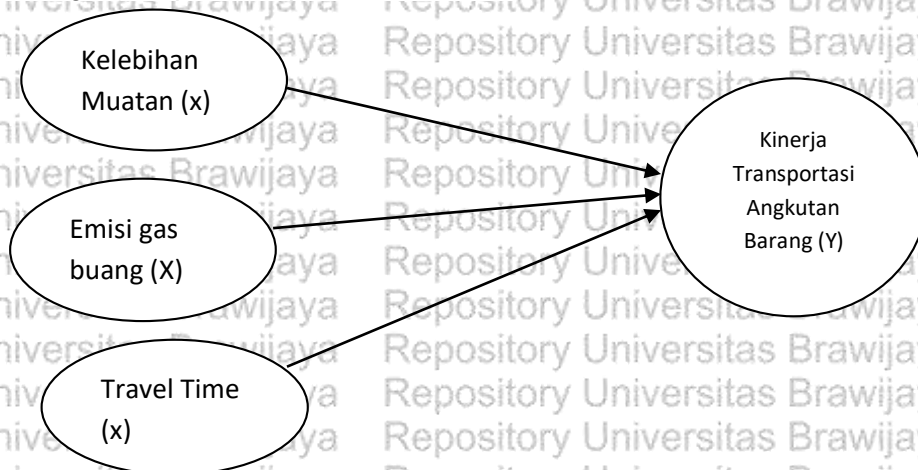 Kelebihan
Muatan (x)
Emisi gas
buang (X)
Travel Time
(x)
Kinerja
Transportasi
Angkutan
Barang (Y)
Repository Universitas Brawijaya